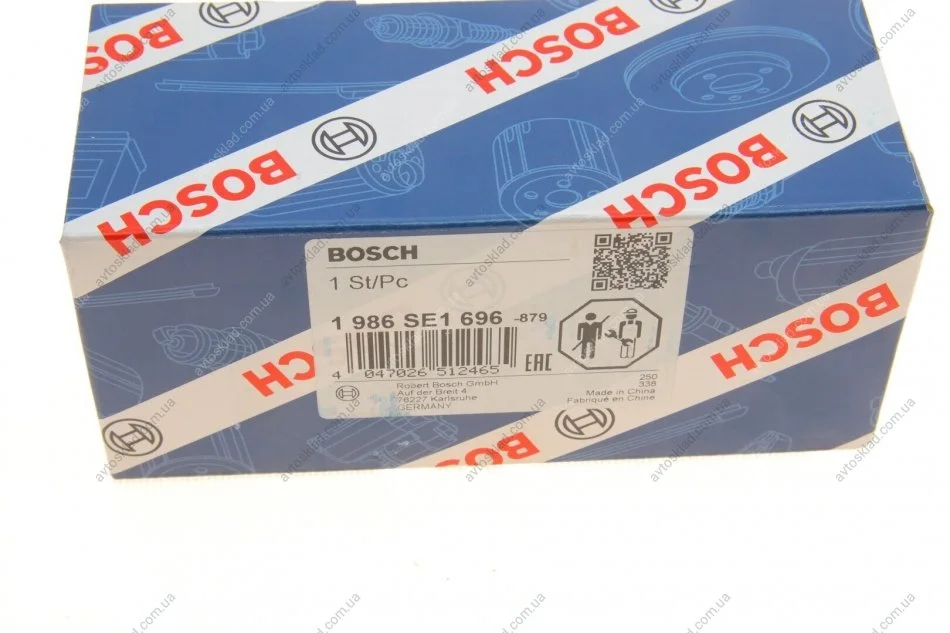 BOSCH
BOSCH
BOSCH
BOSCH
BOSCH
1 St/Pc
1 986 SE1 696 -879
4 047026 512465
EAC
Robert Bosch GmbH
Auf der Breit 4
76227 Karlsruhe
GERMANY
250
338
Made in China
Fabriqué en Chine
BOSCH
BOSCH
BOSCH
avtosklad.com.ua